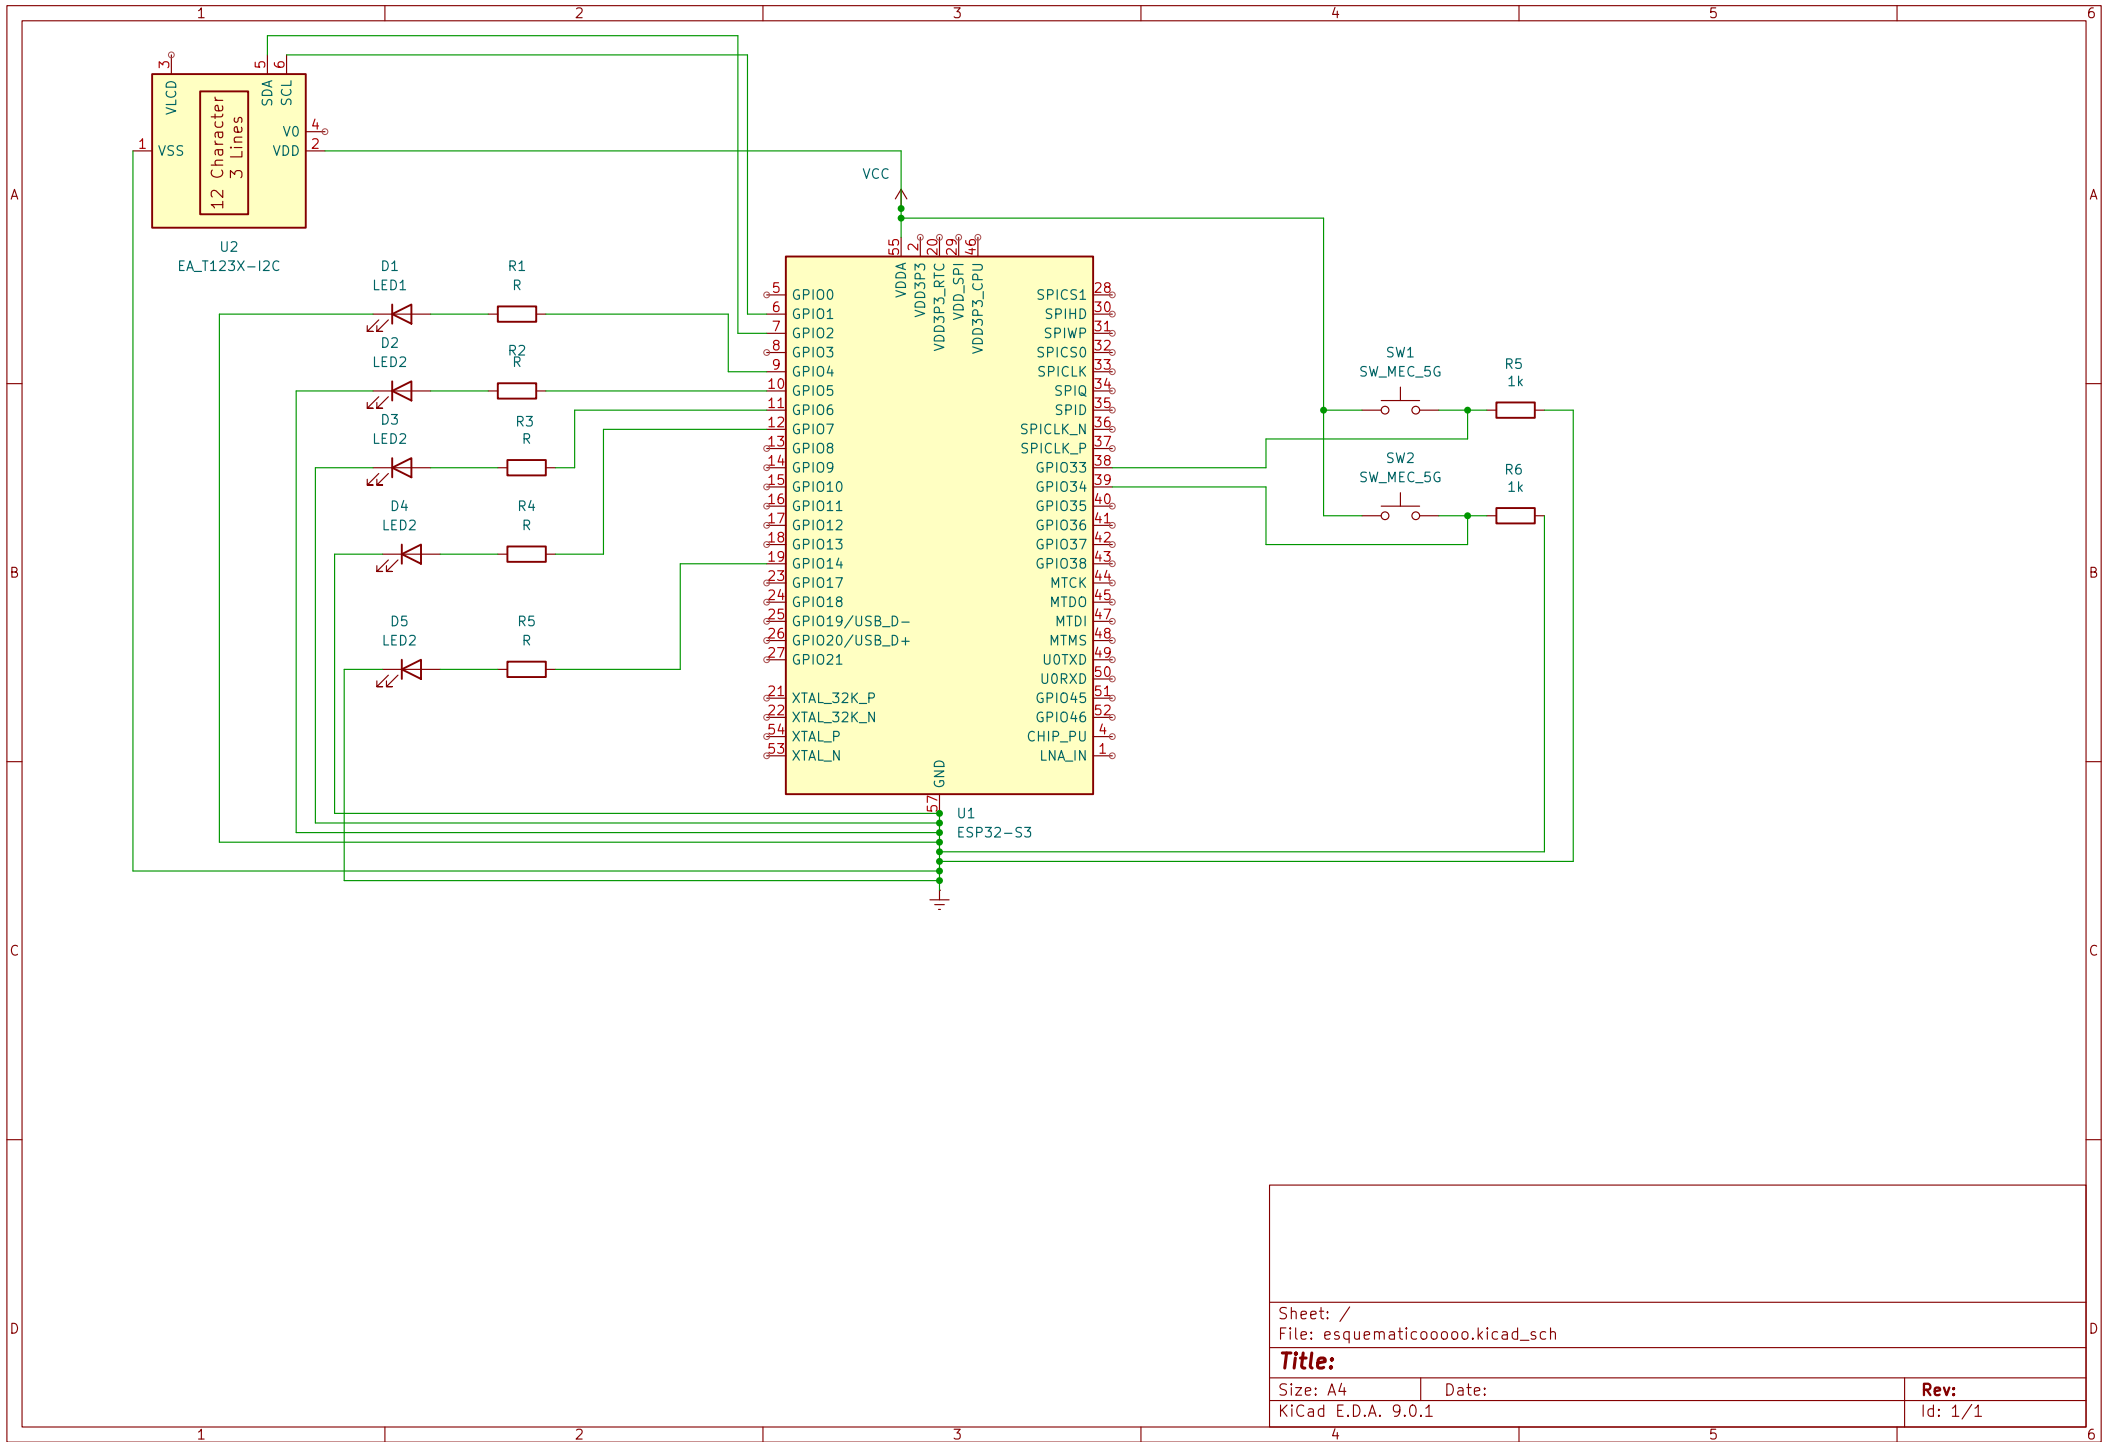 1 2 3 4 5 6
A
B
C
D
3
VLCD
5
SDA
6
SCL
12 Character
3 Lines
4
V0
2
VDD
1
VSS
U2
EA_T123X-I2C
VCC
D1
LED1
R1
R
D2
LED2
R2
R
D3
LED2
R3
R
D4
LED2
R4
R
D5
LED2
R5
R
55
VDDA
2
VDD3P3
20
VDD3P3_RTC
29
VDD_SPI
46
VDD3P3_CPU
5 GPIO0
6 GPIO1
7 GPIO2
8 GPIO3
9 GPIO4
10 GPIO5
11 GPIO6
12 GPIO7
13 GPIO8
14 GPIO9
15 GPIO10
16 GPIO11
17 GPIO12
18 GPIO13
19 GPIO14
23 GPIO17
24 GPIO18
25 GPIO19/USB_D-
26 GPIO20/USB_D+
27 GPIO21
21 XTAL_32K_P
22 XTAL_32K_N
54 XTAL_P
53 XTAL_N
SPICS1 28
SPIHD 30
SPIWP 31
SPICS0 32
SPICLK 33
SPIQ 34
SPID 35
SPICLK_N 36
SPICLK_P 37
GPIO33 38
GPIO34 39
GPIO35 40
GPIO36 41
GPIO37 42
GPIO38 43
MTCK 44
MTDO 45
MTDI 47
MTMS 48
U0TXD 49
U0RXD 50
GPIO45 51
GPIO46 52
CHIP_PU 4
LNA_IN 1
GND
57
U1
ESP32-S3
SW1
SW_MEC_5G
R5
1k
SW2
SW_MEC_5G
R6
1k
A
B
C
D
Sheet: /
File: esquematicooooo.kicad_sch
Title:
Size: A4 Date: Rev:
KiCad E.D.A. 9.0.1 Id: 1/1
1 2 3 4 5 6